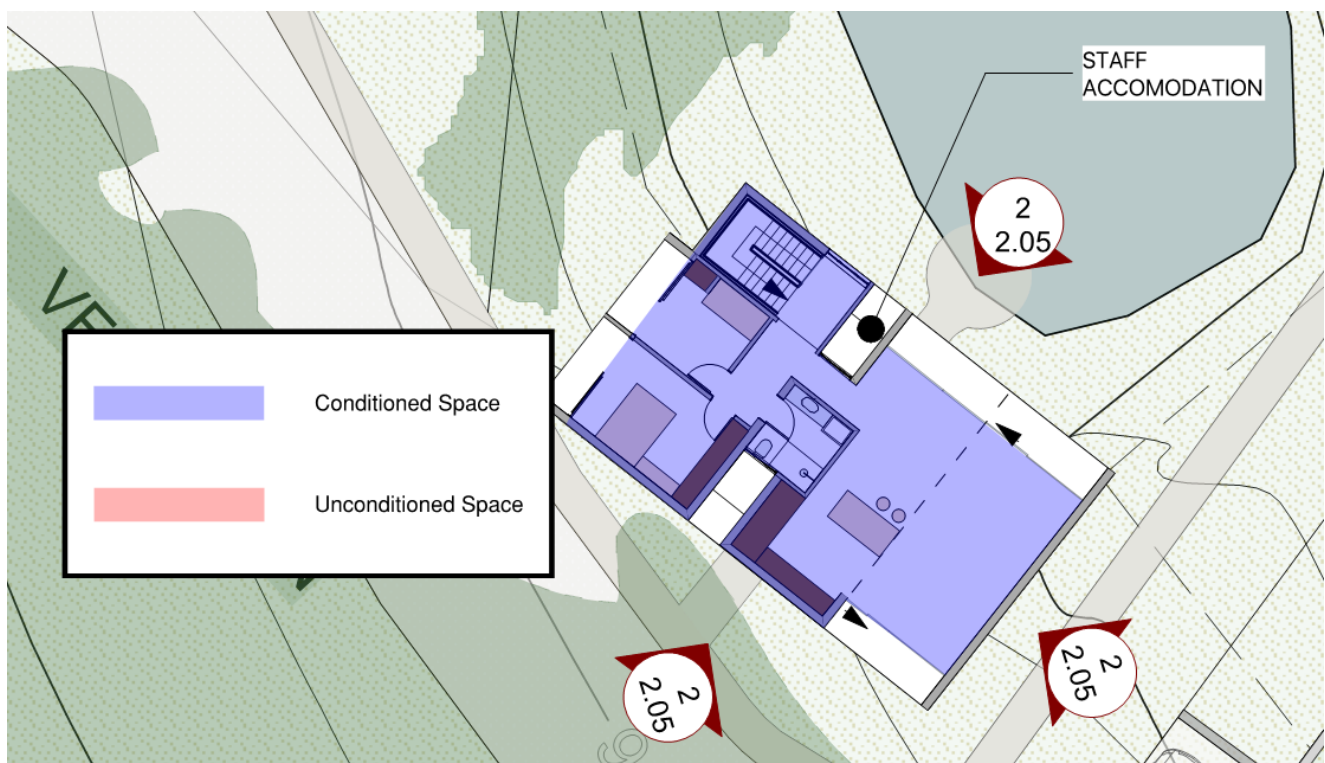 STAFF
ACCOMODATION
2
2.05
Conditioned Space
Unconditioned Space
2
2.05
2
2.05